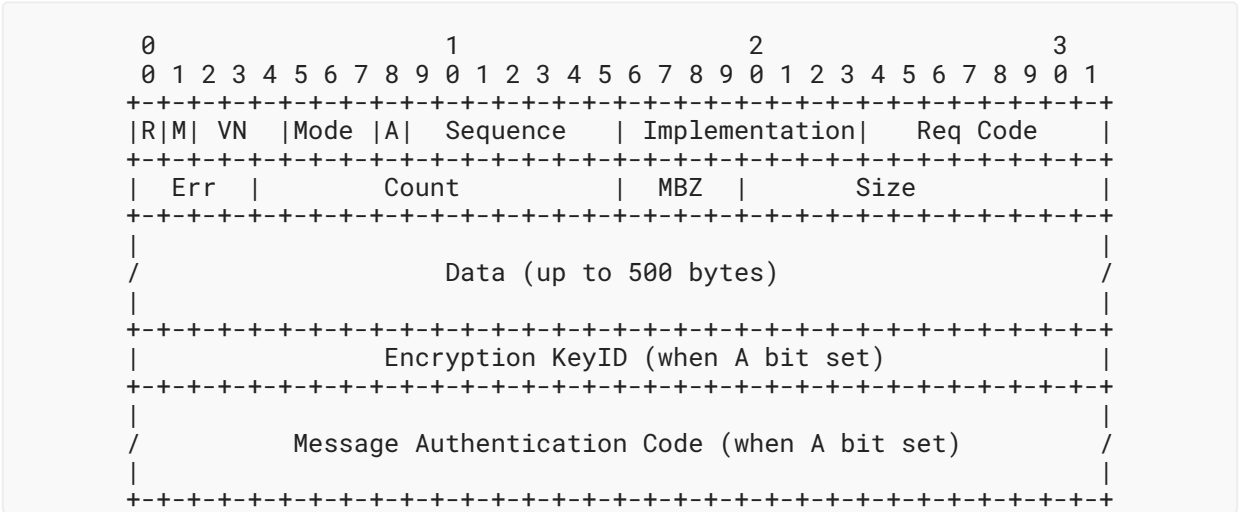 0                   1                   2                   3
 0 1 2 3 4 5 6 7 8 9 0 1 2 3 4 5 6 7 8 9 0 1 2 3 4 5 6 7 8 9 0 1
+-+-+-+-+-+-+-+-+-+-+-+-+-+-+-+-+-+-+-+-+-+-+-+-+-+-+-+-+-+-+-+-+
|R|M| VN  |Mode |A|  Sequence   | Implementation|   Req Code    |
+-+-+-+-+-+-+-+-+-+-+-+-+-+-+-+-+-+-+-+-+-+-+-+-+-+-+-+-+-+-+-+-+
|  Err  |        Count          |  MBZ  |       Size            |
+-+-+-+-+-+-+-+-+-+-+-+-+-+-+-+-+-+-+-+-+-+-+-+-+-+-+-+-+-+-+-+-+
|                                                               |
/                    Data (up to 500 bytes)                     /
|                                                               |
+-+-+-+-+-+-+-+-+-+-+-+-+-+-+-+-+-+-+-+-+-+-+-+-+-+-+-+-+-+-+-+-+
|                Encryption KeyID (when A bit set)              |
+-+-+-+-+-+-+-+-+-+-+-+-+-+-+-+-+-+-+-+-+-+-+-+-+-+-+-+-+-+-+-+-+
|                                                               |
/          Message Authentication Code (when A bit set)         /
|                                                               |
+-+-+-+-+-+-+-+-+-+-+-+-+-+-+-+-+-+-+-+-+-+-+-+-+-+-+-+-+-+-+-+-+